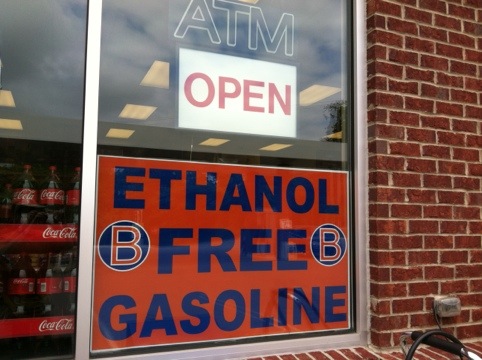 ATM
OPEN
ETHANOL
B FREE B
GASOLINE
Coca-Cola
Coca-Cola
Coca-Cola